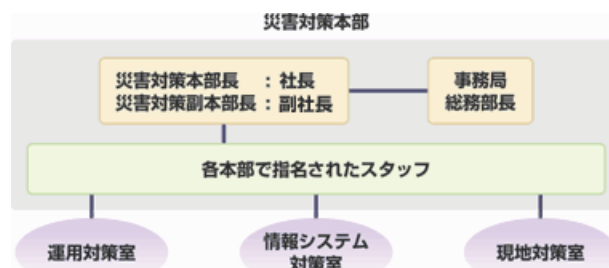 災害対策本部
災害対策本部長 : 社長
災害対策副本部長 : 副社長
事務局
総務部長
各本部で指名されたスタッフ
運用対策室
情報システム
対策室
現地対策室